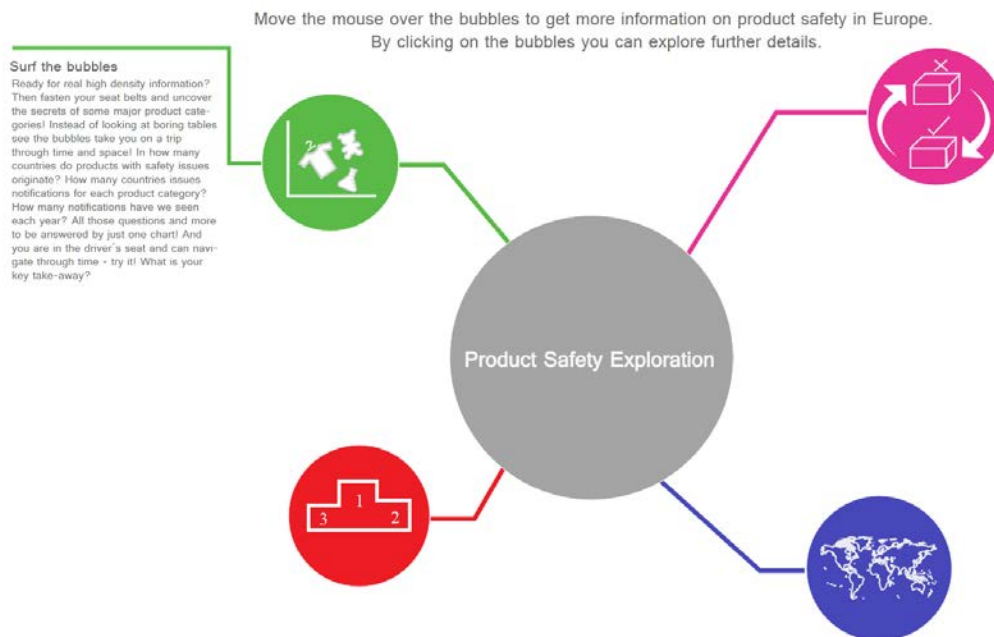 Move the mouse over the bubbles to get more information on product safety in Europe.
By clicking on the bubbles you can explore further details.
Surf the bubbles
Ready for real high density information?
Then fasten your seat belts and uncover
the secrets of some major product cate-
gories! Instead of looking at boring tables
see the bubbles take you on a trip
through time and space! In how many
countries do products with safety issues
originate? How many countries issues
notifications for each product category?
How many notifications have we seen
each year? All those questions and more
to be answered by just one chart! And
you are in the driver´s seat and can navi-
gate through time - try it! What is your
key take-away?
2
Product Safety Exploration
1
3 2